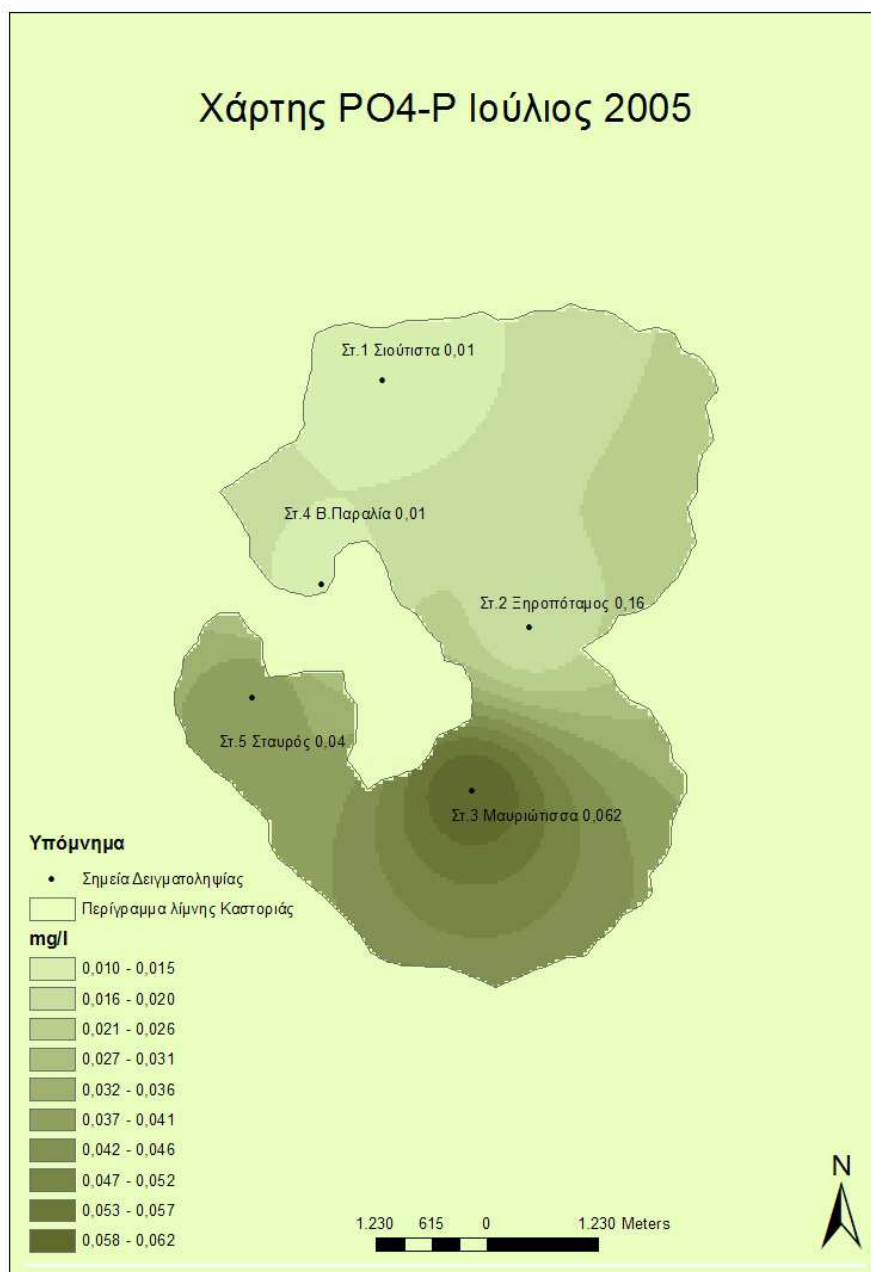 Χάρτης PO4-P Ιούλιος 2005
Στ.1 Σιούτιστα 0,01
Στ.4 Β.Παραλία 0,01
Στ.2 Ξηροπόταμος 0,16
Στ.5 Σταυρός 0,04
Στ.3 Μαυριώτισσα 0,062
Υπόμνημα
Σημεία Δειγματοληψίας
Περίγραμμα λίμνης Καστοριάς
mg/l
0,010 - 0,015
0,016 - 0,020
0,021 - 0,026
0,027 - 0,031
0,032 - 0,036
0,037 - 0,041
0,042 - 0,046
0,047 - 0,052
0,053 - 0,057
0,058 - 0,062
1.230 615 0 1.230 Meters
N